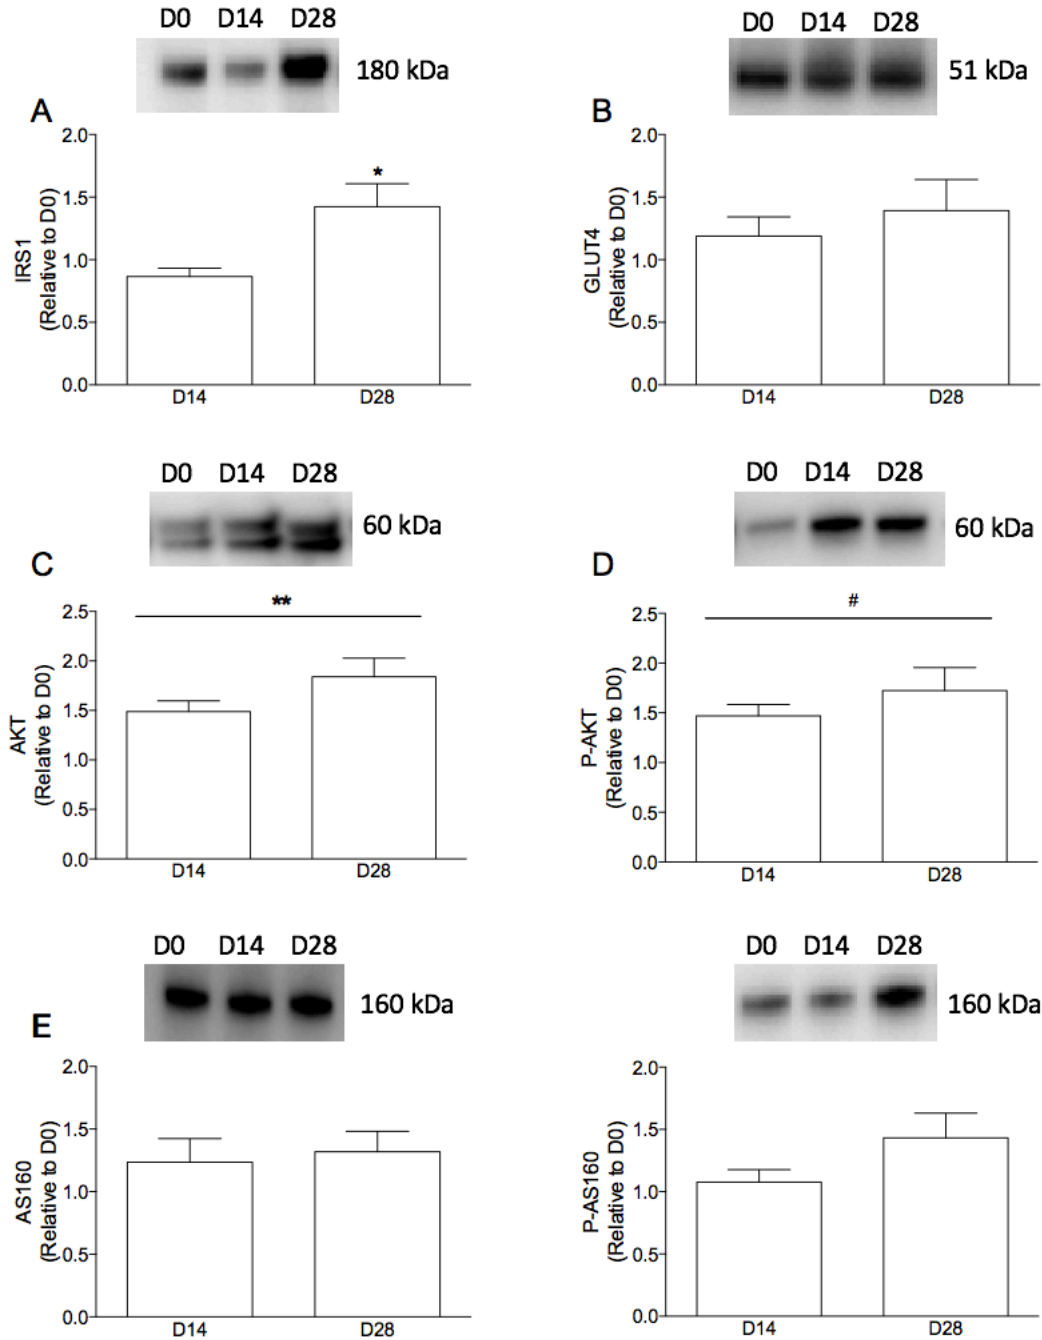 D0 D14 D28
180 kDa
A
2.0
1.5
1.0
0.5
0.0
IRS1
(Relative to D0)
*
D14 D28
D0 D14 D28
51 kDa
B
2.0
1.5
1.0
0.5
0.0
GLUT4
(Relative to D0)
D14 D28
D0 D14 D28
60 kDa
C
2.5
2.0
1.5
1.0
0.5
0.0
AKT
(Relative to D0)
**
D14 D28
D0 D14 D28
60 kDa
D
2.5
2.0
1.5
1.0
0.5
0.0
P-AKT
(Relative to D0)
#
D14 D28
D0 D14 D28
160 kDa
E
2.0
1.5
1.0
0.5
0.0
AS160
(Relative to D0)
D14 D28
D0 D14 D28
160 kDa
2.0
1.5
1.0
0.5
0.0
P-AS160
(Relative to D0)
D14 D28